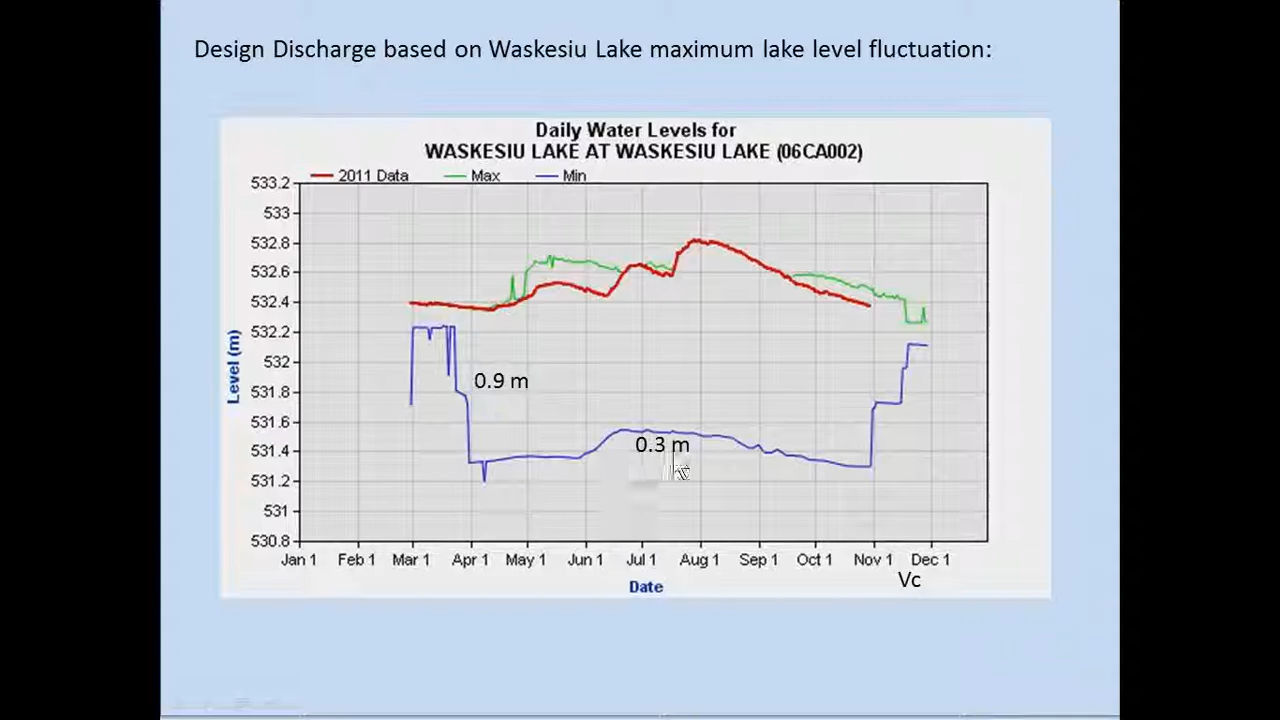 Design Discharge based on Waskesiu Lake maximum lake level fluctuation:
Daily Water Levels for
WASKESIU LAKE AT WASKESIU LAKE (06CA002)
2011 Data Max Min
533.2
533
532.8
532.6
532.4
532.2
532
531.8
531.6
531.4
531.2
531
530.8
Level (m)
0.9 m
0.3 m
Jan 1 Feb 1 Mar 1 Apr 1 May 1 Jun 1 Jul 1 Aug 1 Sep 1 Oct 1 Nov 1 Dec 1
Vc
Date